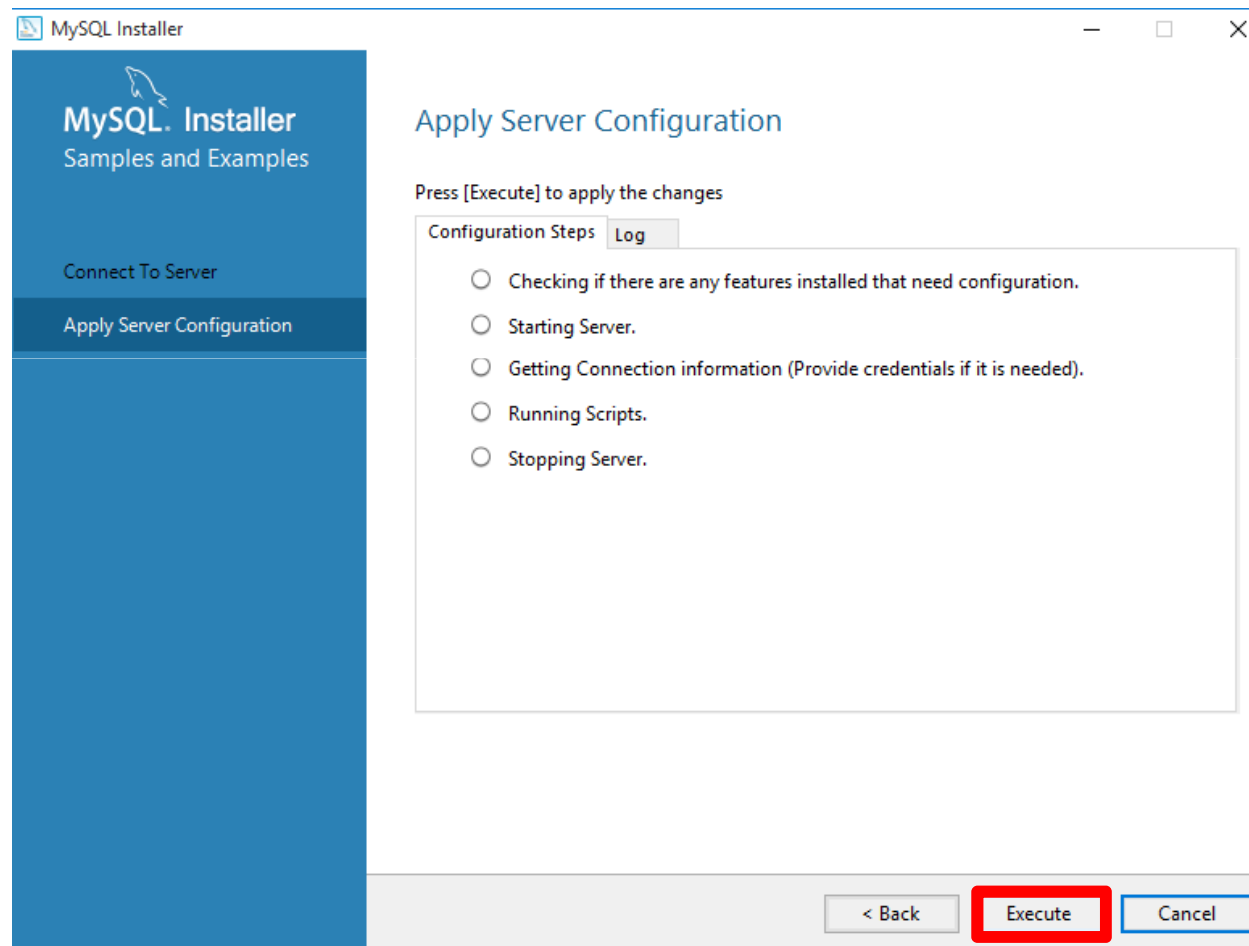 MySQL Installer
MySQL. Installer
Samples and Examples
Connect To Server
Apply Server Configuration
Apply Server Configuration
Press [Execute] to apply the changes
Configuration Steps Log
Checking if there are any features installed that need configuration.
Starting Server.
Getting Connection information (Provide credentials if it is needed).
Running Scripts.
Stopping Server.
< Back Execute Cancel